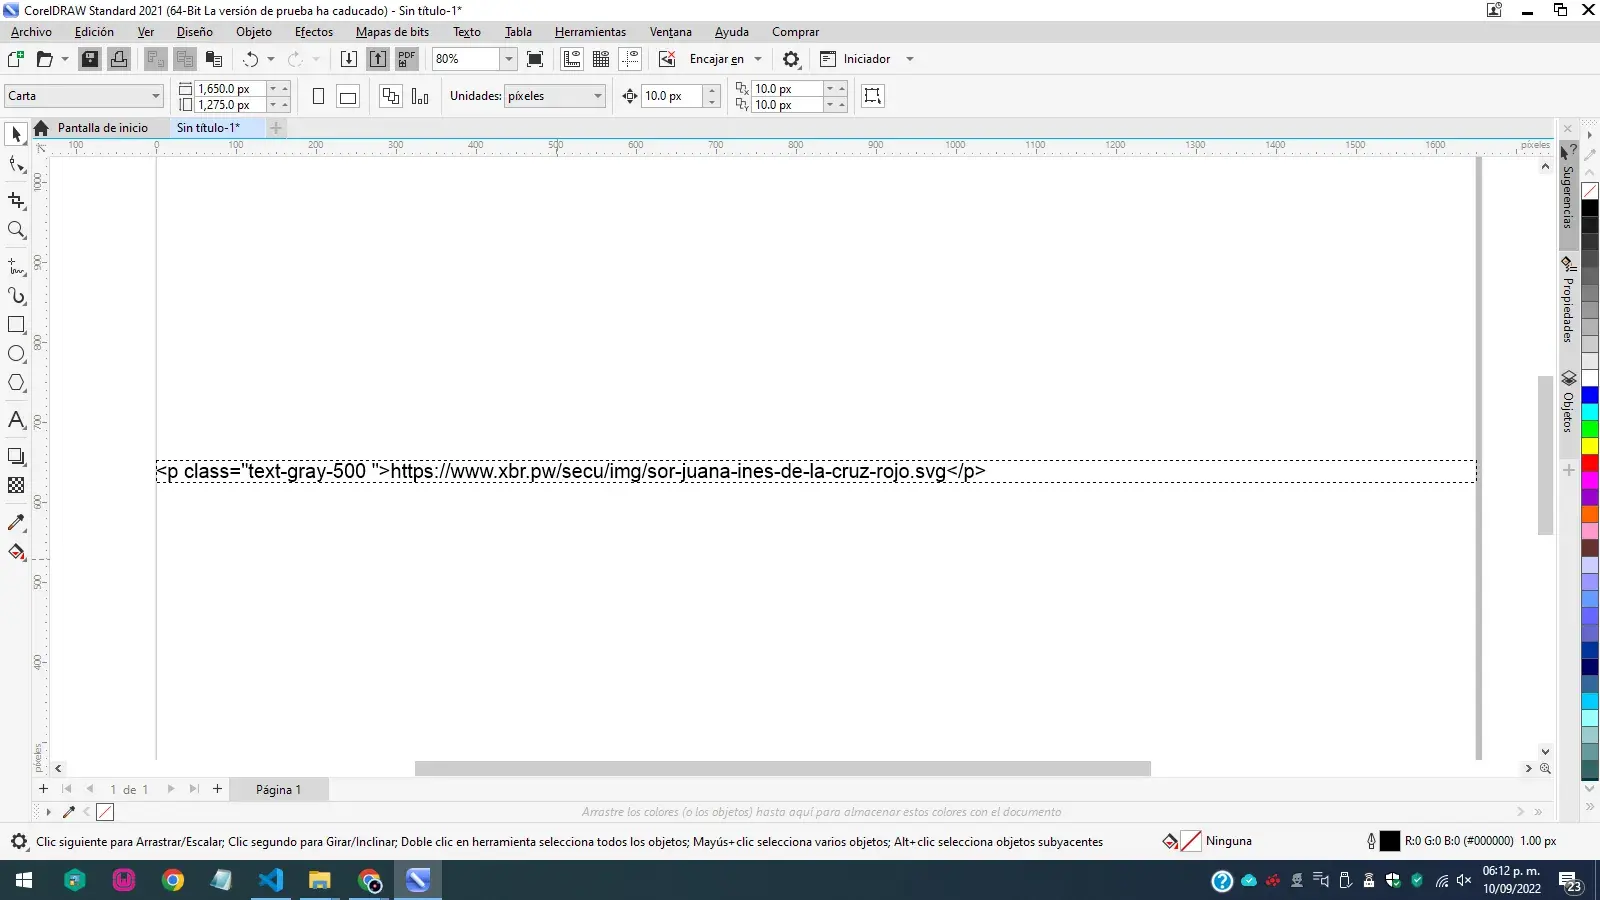 CorelDRAW Standard 2021 (64-Bit La versión de prueba ha caducado) - Sin título-1*
Archivo Edición Ver Diseño Objeto Efectos Mapas de bits Texto Tabla Herramientas Ventana Ayuda Comprar
PDF 80% Encajar en Iniciador
Carta 1,650.0 px 1,275.0 px Unidades: píxeles 10.0 px 10.0 px 10.0 px
Pantalla de inicio Sin título-1*
100 0 100 200 300 400 500 600 700 800 900 1000 1100 1200 1300 1400 1500 1600 píxeles
1000
900
800
700
600
500
400
píxeles
Sugerencias
Propiedades
Objetos
<p class="text-gray-500 ">https://www.xbr.pw/secu/img/sor-juana-ines-de-la-cruz-rojo.svg</p>
1 de 1 Página 1
Arrastre los colores (o los objetos) hasta aquí para almacenar estos colores con el documento
Clic siguiente para Arrastrar/Escalar; Clic segundo para Girar/Inclinar; Doble clic en herramienta selecciona todos los objetos; Mayús+clic selecciona varios objetos; Alt+clic selecciona objetos subyacentes Ninguna R:0 G:0 B:0 (#000000) 1.00 px
06:12 p. m.
10/09/2022
23